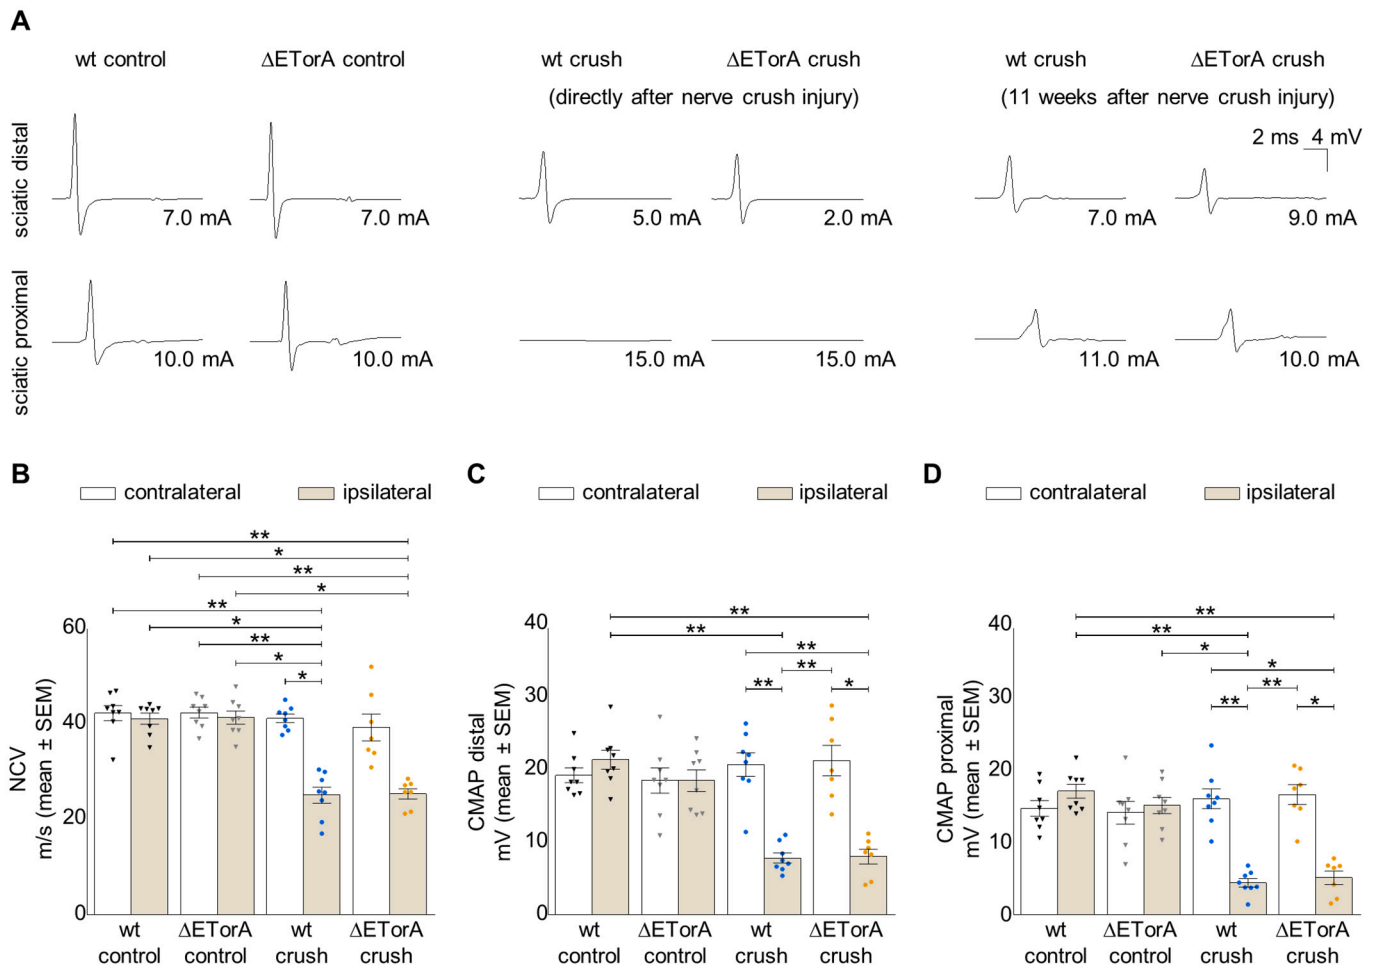 A
wt control
ΔETorA control
wt crush
ΔETorA crush
(directly after nerve crush injury)
wt crush
ΔETorA crush
(11 weeks after nerve crush injury)
sciatic distal
2 ms 4 mV
7.0 mA
7.0 mA
5.0 mA
2.0 mA
7.0 mA
9.0 mA
sciatic proximal
10.0 mA
10.0 mA
15.0 mA
15.0 mA
11.0 mA
10.0 mA
B
contralateral
ipsilateral
**
*
**
*
**
*
**
*
*
NCV
m/s (mean ± SEM)
60
40
20
0
wt
control
ΔETorA
control
wt
crush
ΔETorA
crush
C
contralateral
ipsilateral
**
**
**
**
**
*
CMAP distal
mV (mean ± SEM)
40
30
20
10
0
wt
control
ΔETorA
control
wt
crush
ΔETorA
crush
D
contralateral
ipsilateral
**
**
*
*
**
**
*
CMAP proximal
mV (mean ± SEM)
40
30
20
10
0
wt
control
ΔETorA
control
wt
crush
ΔETorA
crush